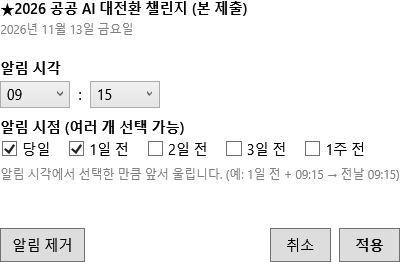 ★2026 공공 AI 대전환 챌린지 (본 제출)
2026년 11월 13일 금요일
알림 시각
09 : 15
알림 시점 (여러 개 선택 가능)
당일 1일 전 2일 전 3일 전 1주 전
알림 시각에서 선택한 만큼 앞서 울립니다. (예: 1일 전 + 09:15 → 전날 09:15)
알림 제거 취소 적용